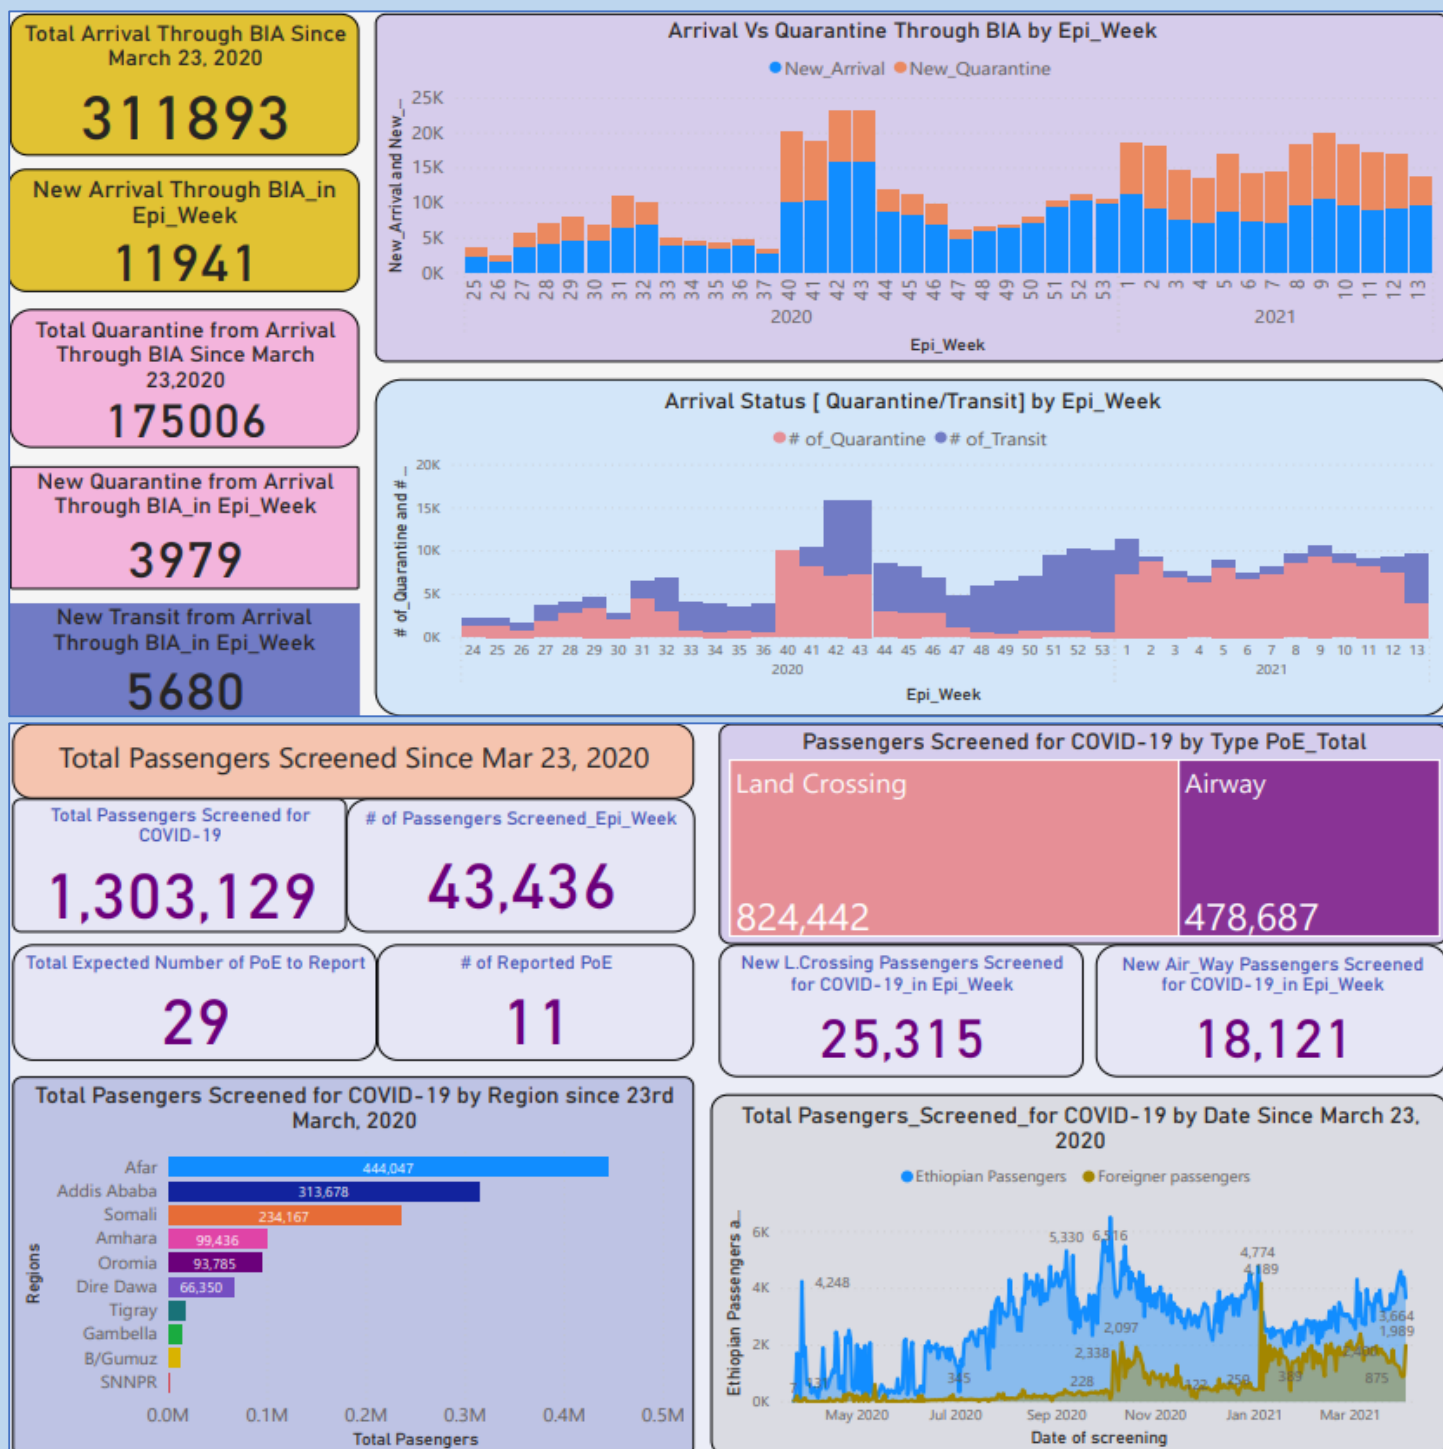 Total Arrival Through BIA Since
March 23, 2020
311893
New Arrival Through BIA_in
Epi_Week
11941
Total Quarantine from Arrival
Through BIA Since March
23,2020
175006
New Quarantine from Arrival
Through BIA_in Epi_Week
3979
New Transit from Arrival
Through BIA_in Epi_Week
5680
Arrival Vs Quarantine Through BIA by Epi_Week
New_Arrival New_Quarantine
New_Arrival and New_...
25K
20K
15K
10K
5K
0K
25 26 27 28 29 30 31 32 33 34 35 36 37 40 41 42 43 44 45 46 47 48 49 50 51 52 53 1 2 3 4 5 6 7 8 9 10 11 12 13
2020 2021
Epi_Week
Arrival Status [ Quarantine/Transit] by Epi_Week
# of_Quarantine # of_Transit
# of_Quarantine and # ...
20K
15K
10K
5K
0K
24 25 26 27 28 29 30 31 32 33 34 35 36 40 41 42 43 44 45 46 47 48 49 50 51 52 53 1 2 3 4 5 6 7 8 9 10 11 12 13
2020 2021
Epi_Week
Total Passengers Screened Since Mar 23, 2020
Total Passengers Screened for
COVID-19
1,303,129
# of Passengers Screened_Epi_Week
43,436
Total Expected Number of PoE to Report
29
# of Reported PoE
11
Passengers Screened for COVID-19 by Type PoE_Total
Land Crossing
824,442
Airway
478,687
New L.Crossing Passengers Screened
for COVID-19_in Epi_Week
25,315
New Air_Way Passengers Screened
for COVID-19_in Epi_Week
18,121
Total Pasengers Screened for COVID-19 by Region since 23rd
March, 2020
Regions
Afar 444,047
Addis Ababa 313,678
Somali 234,167
Amhara 99,436
Oromia 93,785
Dire Dawa 66,350
Tigray
Gambella
B/Gumuz
SNNPR
0.0M 0.1M 0.2M 0.3M 0.4M 0.5M
Total Pasengers
Total Pasengers_Screened_for COVID-19 by Date Since March 23,
2020
Ethiopian Passengers Foreigner passengers
Ethiopian Passengers a...
6K
4K
2K
0K
4,248
5,330 6,516
4,774
4,189
2,097
2,338
3,664
1,989
345
228
122
259
389
875
May 2020 Jul 2020 Sep 2020 Nov 2020 Jan 2021 Mar 2021
Date of screening